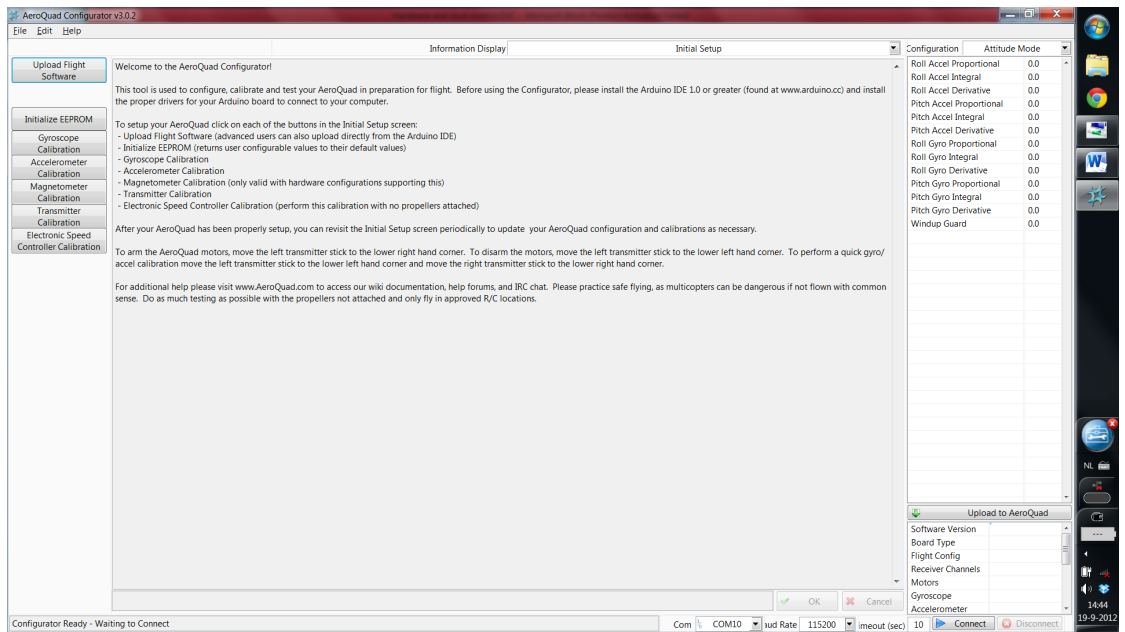 AeroQuad Configurator v3.0.2
File Edit Help
Information Display Initial Setup
Configuration Attitude Mode
Upload Flight
Software
Initialize EEPROM
Gyroscope
Calibration
Accelerometer
Calibration
Magnetometer
Calibration
Transmitter
Calibration
Electronic Speed
Controller Calibration
Welcome to the AeroQuad Configurator!
This tool is used to configure, calibrate and test your AeroQuad in preparation for flight. Before using the Configurator, please install the Arduino IDE 1.0 or greater (found at www.arduino.cc) and install
the proper drivers for your Arduino board to connect to your computer.
To setup your AeroQuad click on each of the buttons in the Initial Setup screen:
- Upload Flight Software (advanced users can also upload directly from the Arduino IDE)
- Initialize EEPROM (returns user configurable values to their default values)
- Gyroscope Calibration
- Accelerometer Calibration
- Magnetometer Calibration (only valid with hardware configurations supporting this)
- Transmitter Calibration
- Electronic Speed Controller Calibration (perform this calibration with no propellers attached)
After your AeroQuad has been properly setup, you can revisit the Initial Setup screen periodically to update your AeroQuad configuration and calibrations as necessary.
To arm the AeroQuad motors, move the left transmitter stick to the lower right hand corner. To disarm the motors, move the left transmitter stick to the lower left hand corner. To perform a quick gyro/
accel calibration move the left transmitter stick to the lower left hand corner and move the right transmitter stick to the lower right hand corner.
For additional help please visit www.AeroQuad.com to access our wiki documentation, help forums, and IRC chat. Please practice safe flying, as multicopters can be dangerous if not flown with common
sense. Do as much testing as possible with the propellers not attached and only fly in approved R/C locations.
OK Cancel
Roll Accel Proportional 0.0
Roll Accel Integral 0.0
Roll Accel Derivative 0.0
Pitch Accel Proportional 0.0
Pitch Accel Integral 0.0
Pitch Accel Derivative 0.0
Roll Gyro Proportional 0.0
Roll Gyro Integral 0.0
Roll Gyro Derivative 0.0
Pitch Gyro Proportional 0.0
Pitch Gyro Integral 0.0
Pitch Gyro Derivative 0.0
Windup Guard 0.0
Upload to AeroQuad
Software Version
Board Type
Flight Config
Receiver Channels
Motors
Gyroscope
Accelerometer
Configurator Ready - Waiting to Connect
Com COM10 aud Rate 115200 imeout (sec) 10 Connect Disconnect
W
NL
---
14:44
19-9-2012